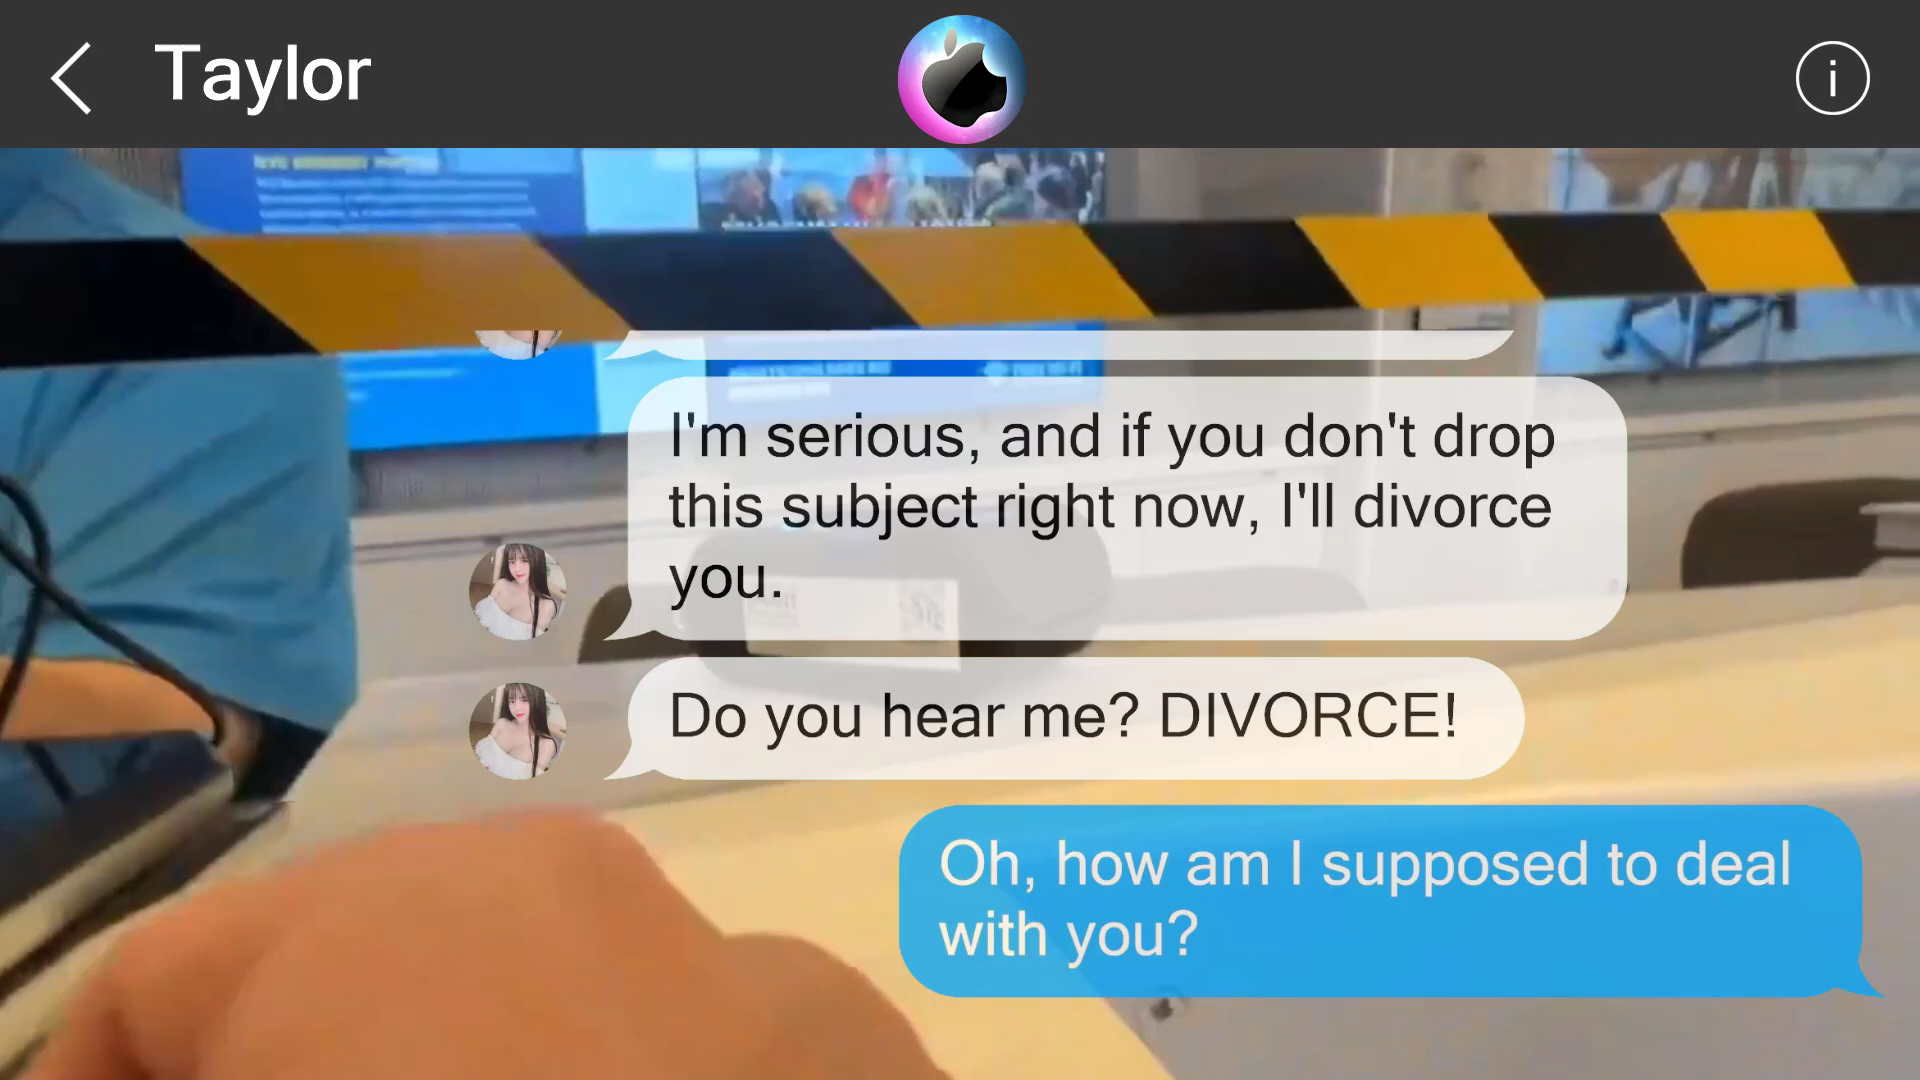 Taylor
I'm serious, and if you don't drop
this subject right now, I'll divorce
you.
Do you hear me? DIVORCE!
Oh, how am I supposed to deal
with you?